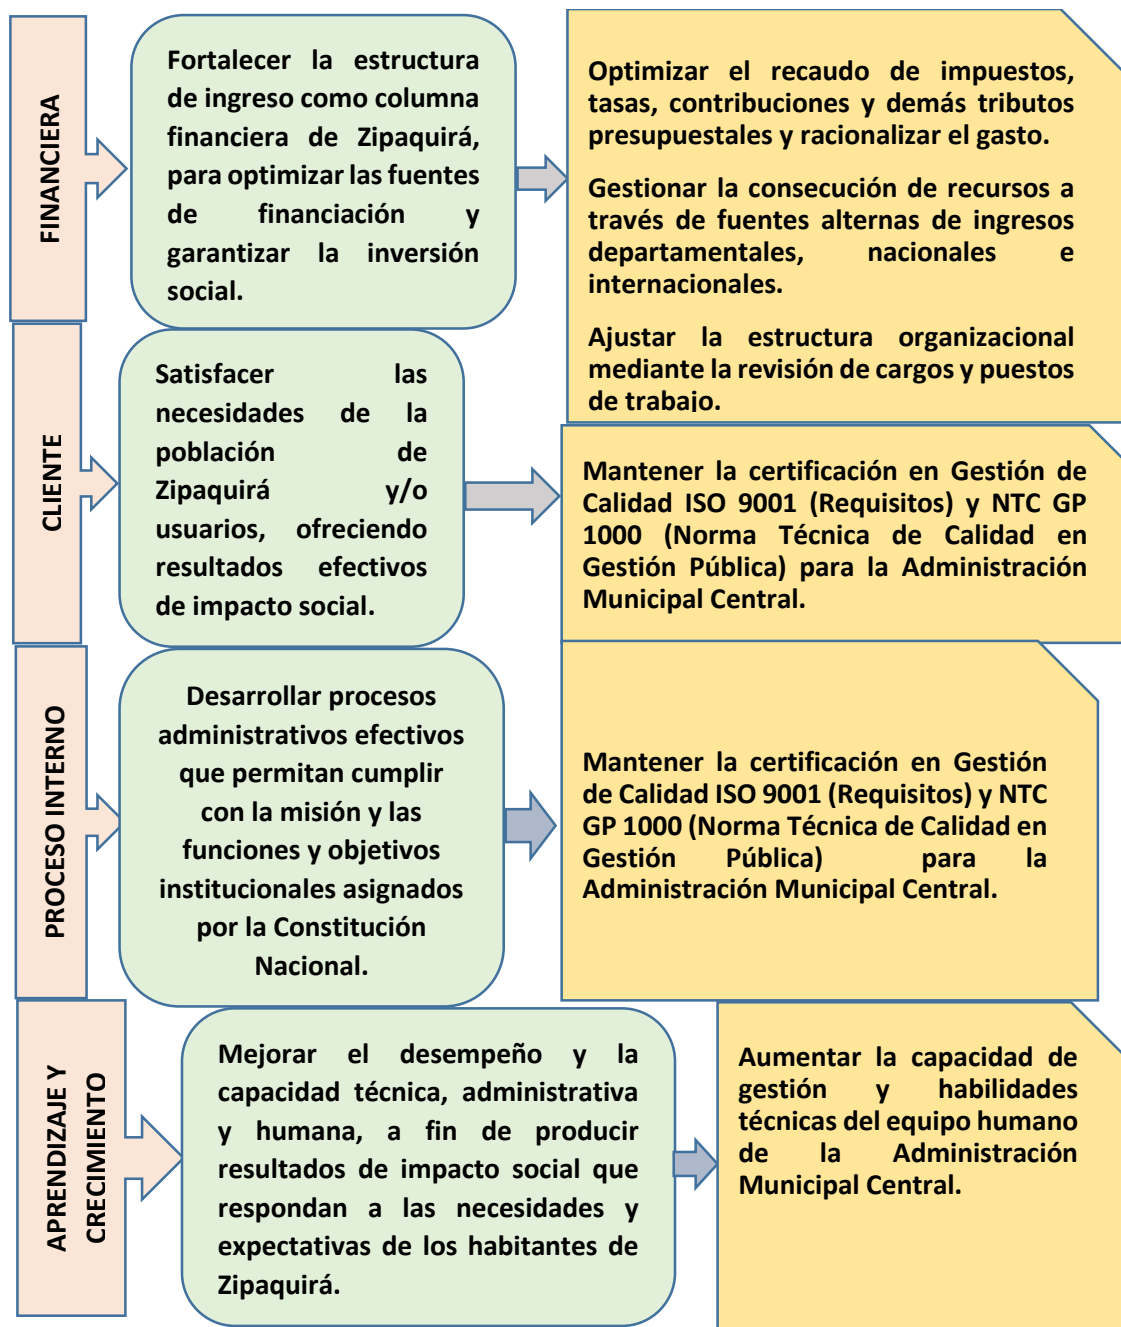 FINANCIERA
Fortalecer la estructura
de ingreso como columna
financiera de Zipaquirá,
para optimizar las fuentes
de financiación y
garantizar la inversión
social.
Optimizar el recaudo de impuestos,
tasas, contribuciones y demás tributos
presupuestales y racionalizar el gasto.
Gestionar la consecución de recursos a
través de fuentes alternas de ingresos
departamentales, nacionales e
internacionales.
Ajustar la estructura organizacional
mediante la revisión de cargos y puestos
de trabajo.
CLIENTE
Satisfacer las
necesidades de la
población de
Zipaquirá y/o
usuarios, ofreciendo
resultados efectivos
de impacto social.
Mantener la certificación en Gestión de
Calidad ISO 9001 (Requisitos) y NTC GP
1000 (Norma Técnica de Calidad en
Gestión Pública) para la Administración
Municipal Central.
PROCESO INTERNO
Desarrollar procesos
administrativos efectivos
que permitan cumplir
con la misión y las
funciones y objetivos
institucionales asignados
por la Constitución
Nacional.
Mantener la certificación en Gestión
de Calidad ISO 9001 (Requisitos) y NTC
GP 1000 (Norma Técnica de Calidad en
Gestión Pública) para la
Administración Municipal Central.
APRENDIZAJE Y
CRECIMIENTO
Mejorar el desempeño y la
capacidad técnica, administrativa
y humana, a fin de producir
resultados de impacto social que
respondan a las necesidades y
expectativas de los habitantes de
Zipaquirá.
Aumentar la capacidad de
gestión y habilidades
técnicas del equipo humano
de la Administración
Municipal Central.